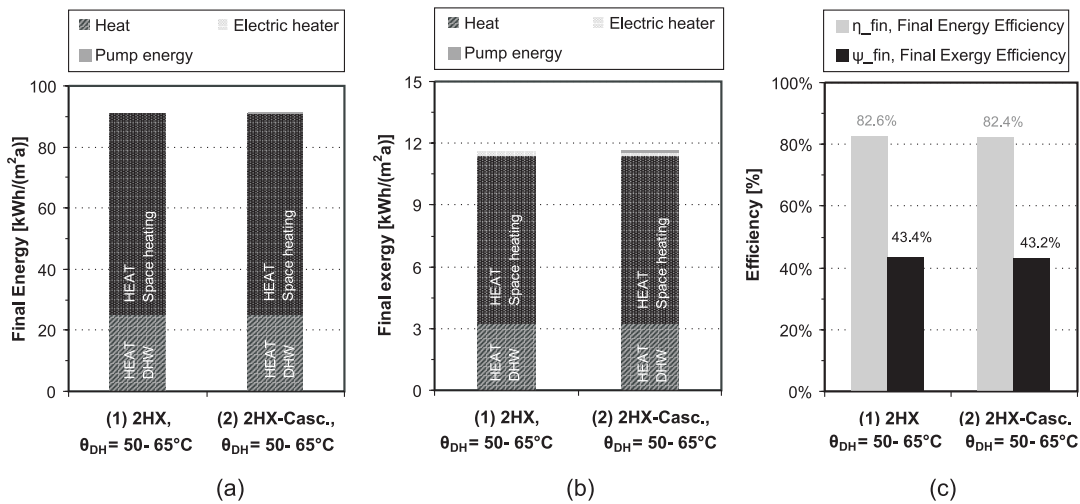 Heat
Electric heater
Pump energy
100
80
60
40
20
0
Final Energy [kWh/(m²a)]
HEAT
Space heating
HEAT
DHW
HEAT
Space heating
HEAT
DHW
(1) 2HX, (2) 2HX-Casc.,
θDH = 50- 65°C θDH = 50- 65°C
(a)
Heat
Electric heater
Pump energy
15
12
9
6
3
0
Final exergy [kWh/(m²a)]
HEAT
Space heating
HEAT
DHW
HEAT
Space heating
HEAT
DHW
(1) 2HX, (2) 2HX-Casc.,
θDH = 50- 65°C θDH = 50- 65°C
(b)
η_fin, Final Energy Efficiency
ψ_fin, Final Exergy Efficiency
100%
80%
60%
40%
20%
0%
Efficiency [%]
82.6%
43.4%
82.4%
43.2%
(1) 2HX (2) 2HX-Casc.
θDH = 50- 65°C θDH = 50- 65°C
(c)